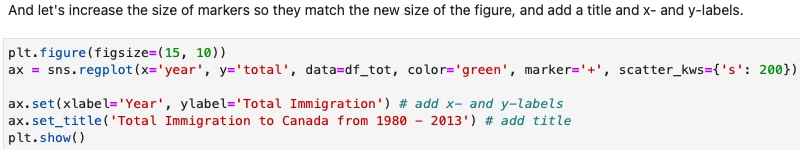 And let's increase the size of markers so they match the new size of the figure, and add a title and x- and y-labels.
plt.figure(figsize=(15, 10))
ax = sns.regplot(x='year', y='total', data=df_tot, color='green', marker='+', scatter_kws={'s': 200})
ax.set(xlabel='Year', ylabel='Total Immigration') # add x- and y-labels
ax.set_title('Total Immigration to Canada from 1980 - 2013') # add title
plt.show()